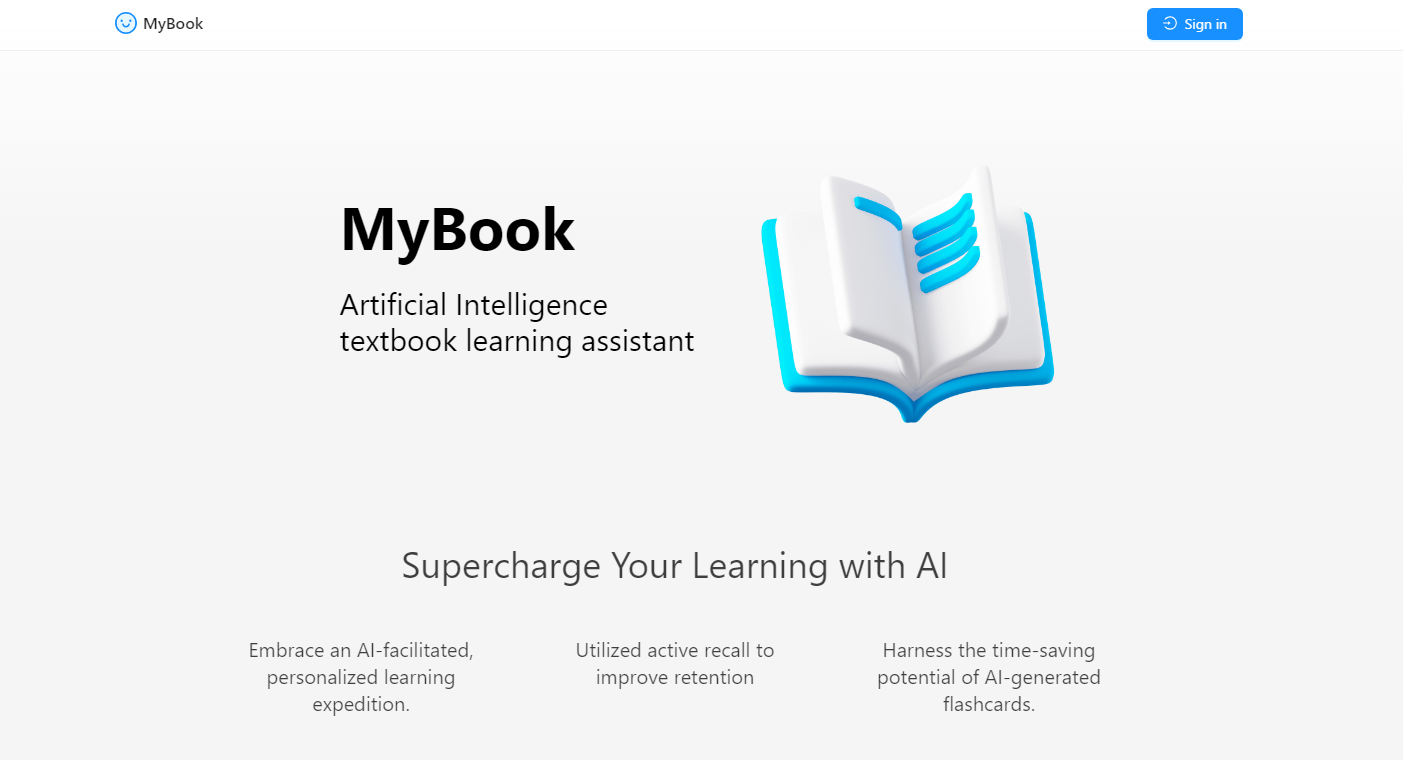 MyBook
Sign in
MyBook
Artificial Intelligence
textbook learning assistant
Supercharge Your Learning with AI
Embrace an AI-facilitated,
personalized learning
expedition.
Utilized active recall to
improve retention
Harness the time-saving
potential of AI-generated
flashcards.